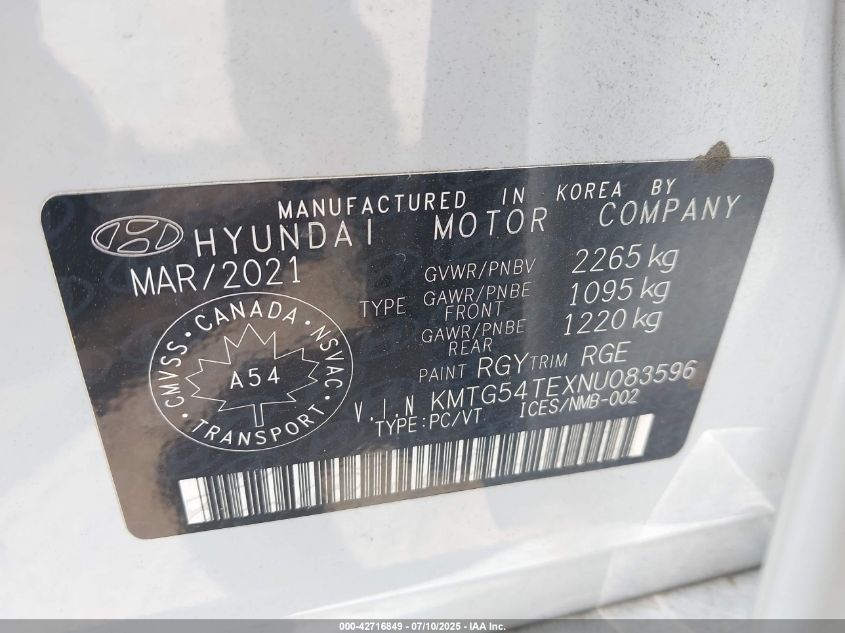 MANUFACTURED IN KOREA BY
HYUNDAI MOTOR COMPANY
MAR/2021
GVWR/PNBV 2265 kg
TYPE GAWR/PNBE FRONT 1095 kg
GAWR/PNBE REAR 1220 kg
PAINT RGY TRIM RGE
V.I.N KMTG54TEXNU083596
TYPE:PC/VT ICES/NMB-002
CMVSS · CANADA · NSVAC
A54
· TRANSPORT ·
000-42716849 - 07/10/2025 - IAA Inc.